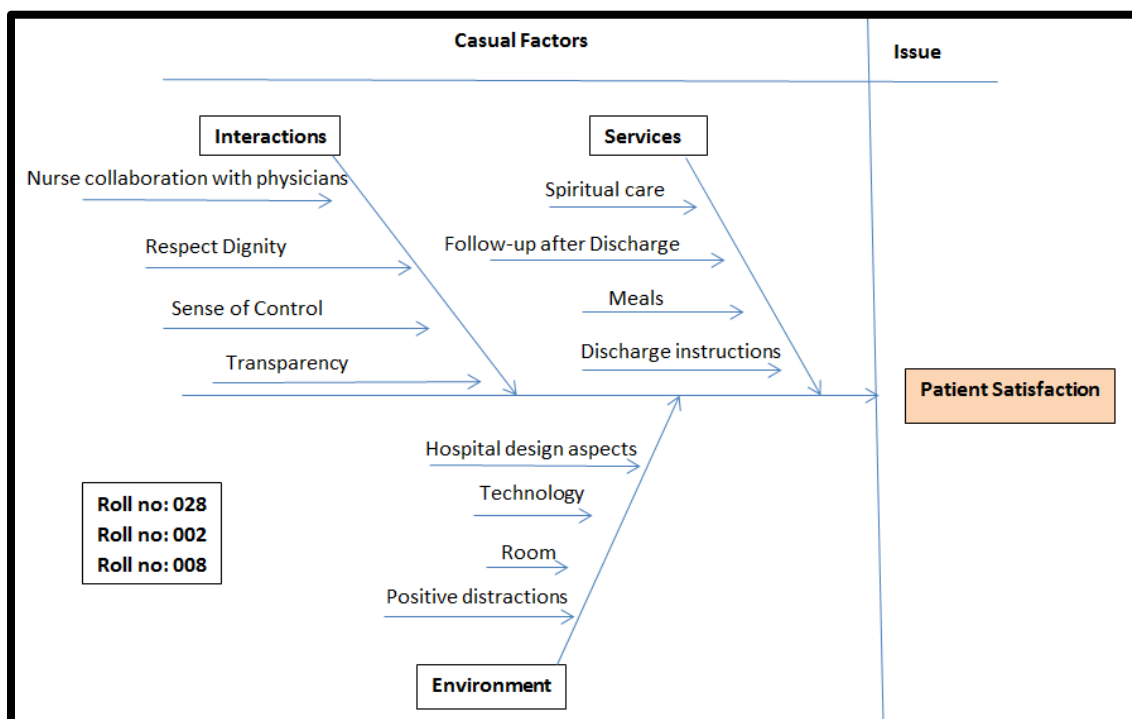 Casual Factors
Issue
Interactions
Services
Nurse collaboration with physicians
Spiritual care
Respect Dignity
Follow-up after Discharge
Sense of Control
Meals
Transparency
Discharge instructions
Patient Satisfaction
Hospital design aspects
Technology
Room
Positive distractions
Environment
Roll no: 028
Roll no: 002
Roll no: 008